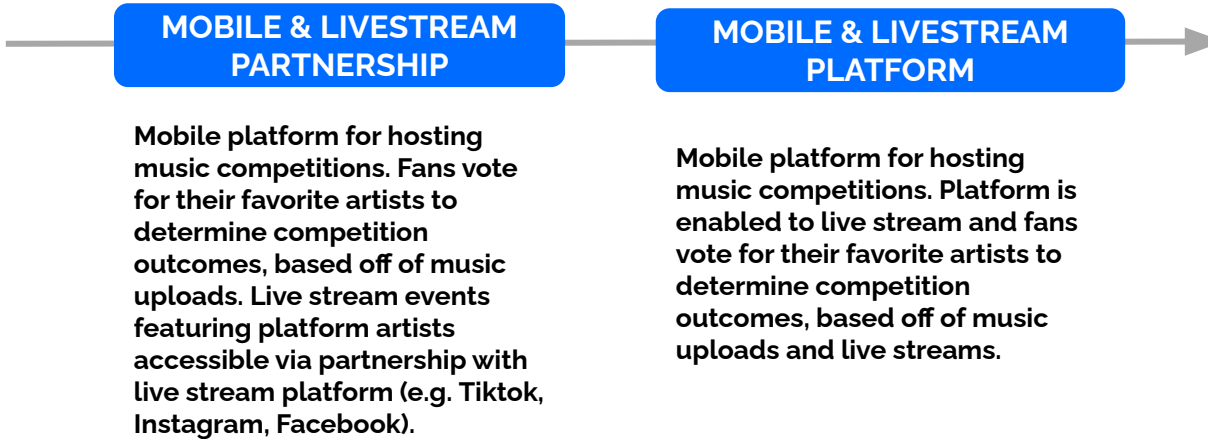 MOBILE & LIVESTREAM
PARTNERSHIP
Mobile platform for hosting
music competitions. Fans vote
for their favorite artists to
determine competition
outcomes, based off of music
uploads. Live stream events
featuring platform artists
accessible via partnership with
live stream platform (e.g. Tiktok,
Instagram, Facebook).
MOBILE & LIVESTREAM
PLATFORM
Mobile platform for hosting
music competitions. Platform is
enabled to live stream and fans
vote for their favorite artists to
determine competition
outcomes, based off of music
uploads and live streams.